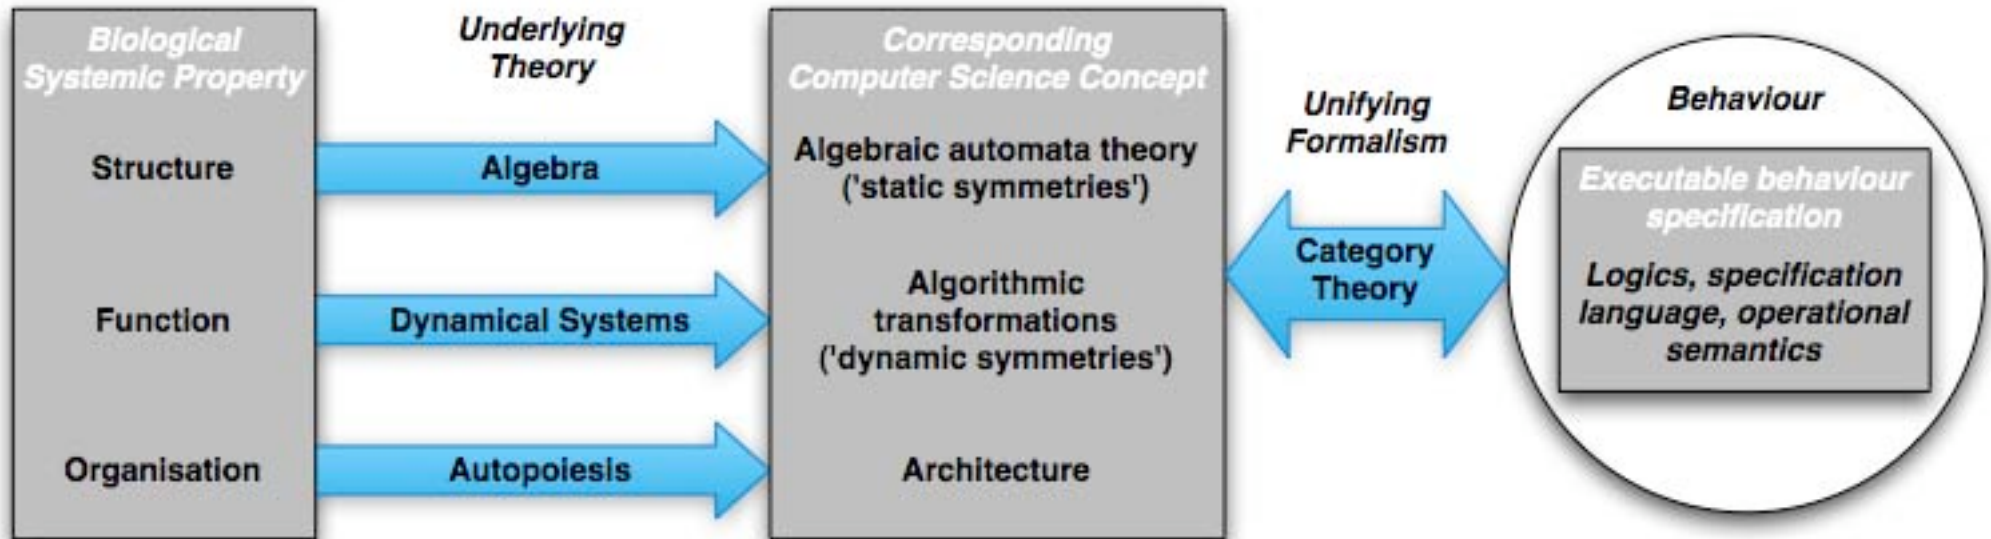 Biological
Systemic Property
Structure
Function
Organisation
Underlying
Theory
Algebra
Dynamical Systems
Autopoiesis
Corresponding
Computer Science Concept
Algebraic automata theory
('static symmetries')
Algorithmic
transformations
('dynamic symmetries')
Architecture
Unifying
Formalism
Category
Theory
Behaviour
Executable behaviour
specification
Logics, specification
language, operational
semantics